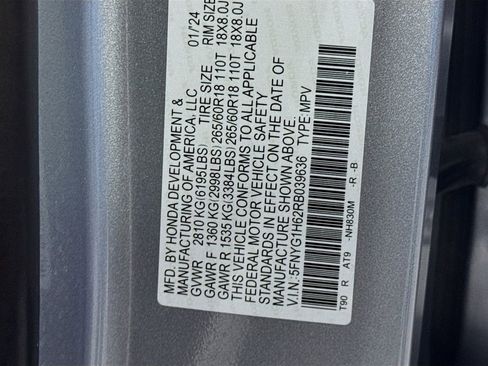 MFD. BY HONDA DEVELOPMENT & 01/24
MANUFACTURING OF AMERICA, LLC
GVWR 2810 KG(6195LBS) TIRE SIZE RIM SIZE
GAWR F 1360 KG(2998LBS) 265/60R18 110T 18X8.0J
GAWR R 1535 KG(3384LBS) 265/60R18 110T 18X8.0J
THIS VEHICLE CONFORMS TO ALL APPLICABLE
FEDERAL MOTOR VEHICLE SAFETY
STANDARDS IN EFFECT ON THE DATE OF
MANUFACTURE SHOWN ABOVE.
V.I.N. 5FNYG1H62RB039636 TYPE:MPV
T90 R AT9 -NH830M -R -B